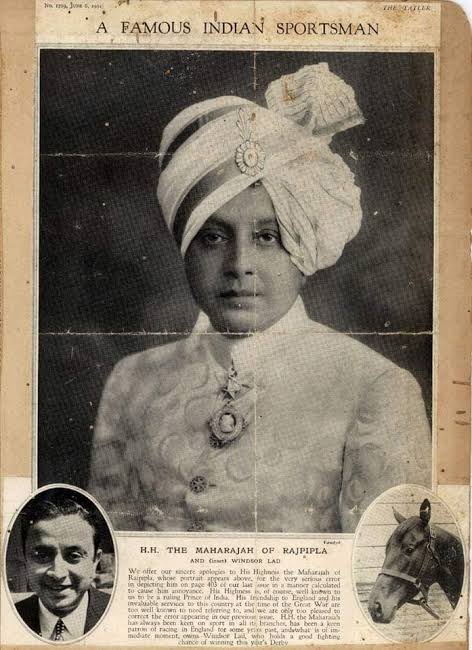 No. 1719, June 6, 1934
THE TATLER
A FAMOUS INDIAN SPORTSMAN
H.H. THE MAHARAJAH OF RAJPIPLA
AND (inset) WINDSOR LAD
We offer our sincere apologies to His Highness the Maharajah of
Rajpipla, whose portrait appears above, for the very serious error
in depicting him on page 403 of our last issue in a manner calculated
to cause him annoyance. His Highness is, of course, well known to
us to be a ruling Prince of India. His friendship to England and his
invaluable services to this country at the time of the Great War are
too well known to need referring to, and we are only too pleased to
correct the error appearing in our previous issue. H.H. the Maharajah
has always been keen on sport in all its branches, has been a keen
patron of racing in England for some years past, and what is of im-
mediate moment, owns Windsor Lad, who holds a good fighting
chance of winning this year's Derby